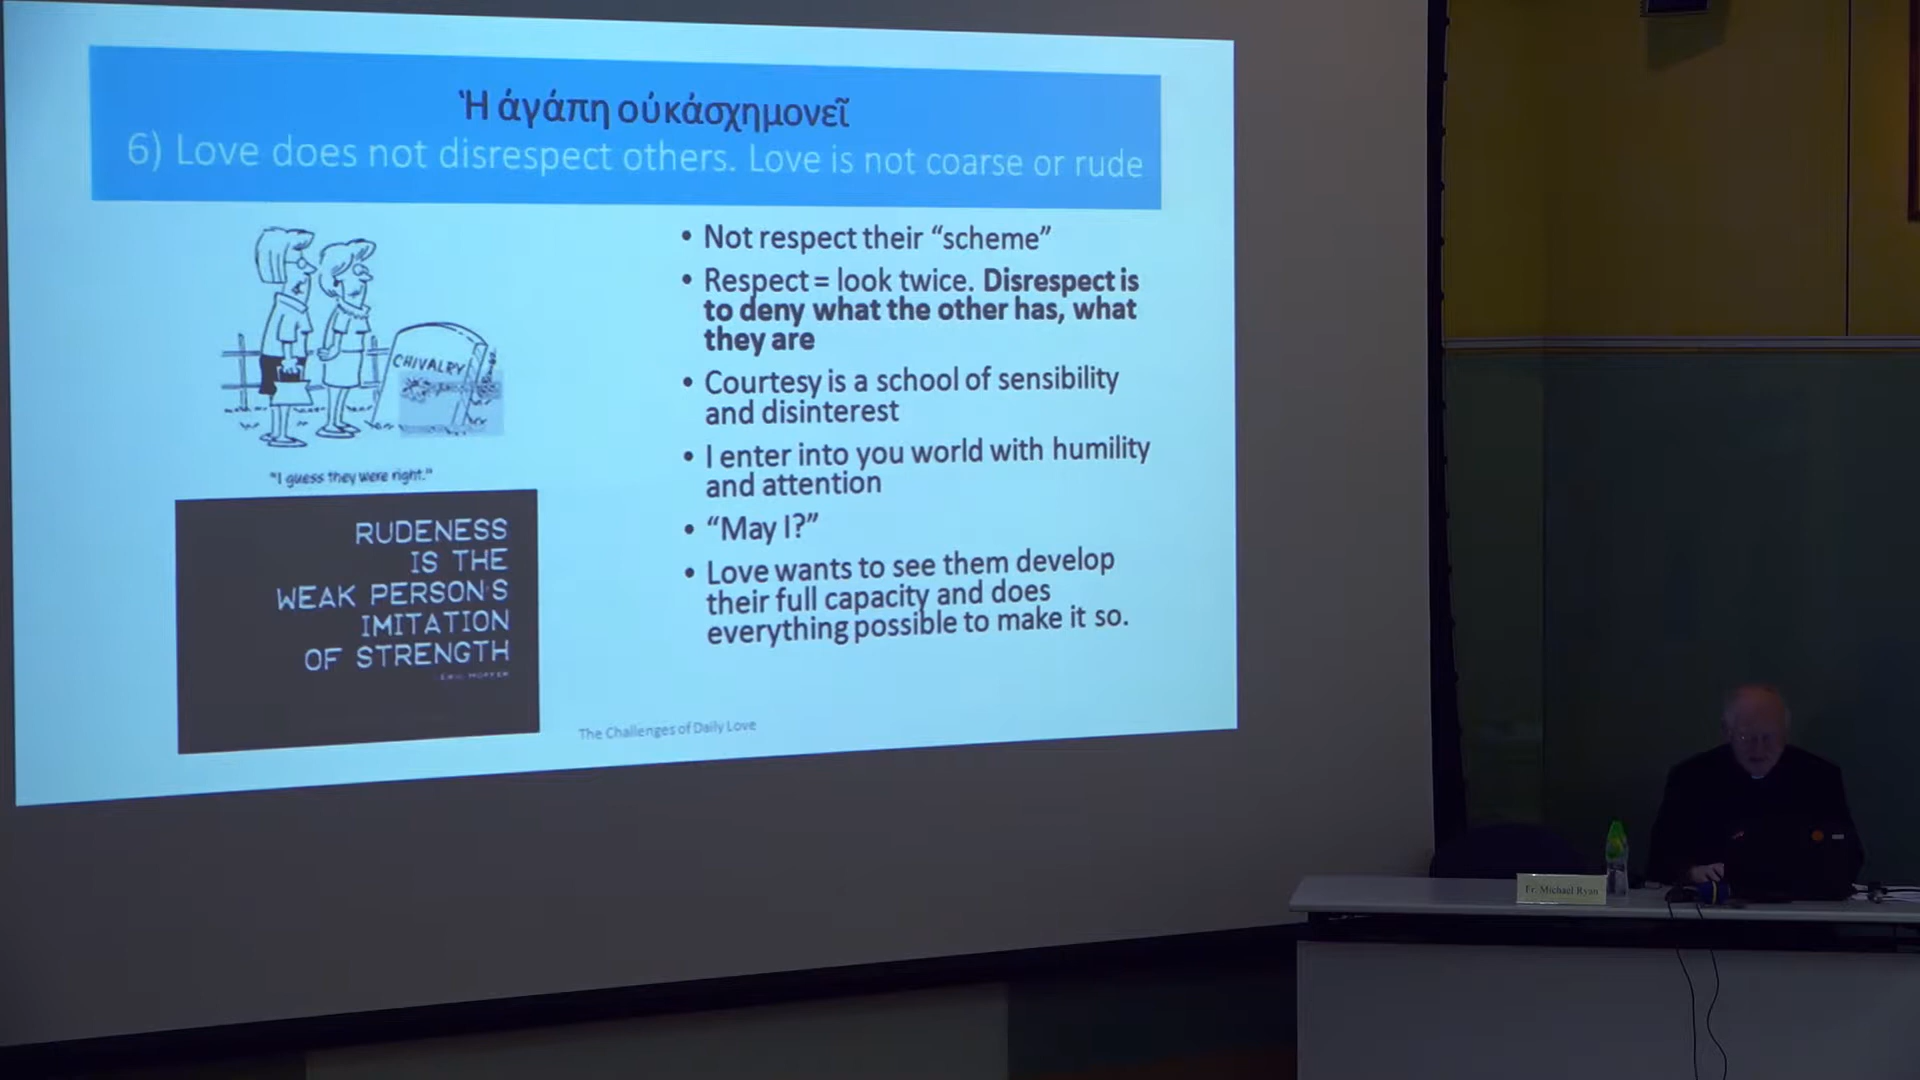 Ἡ ἀγάπη οὐκἀσχημονεῖ
6) Love does not disrespect others. Love is not coarse or rude
CHIVALRY
"I guess they were right."
RUDENESS
IS THE
WEAK PERSON'S
IMITATION
OF STRENGTH
ERIC HOFFER
• Not respect their “scheme”
• Respect = look twice. Disrespect is
to deny what the other has, what
they are
• Courtesy is a school of sensibility
and disinterest
• I enter into you world with humility
and attention
• “May I?”
• Love wants to see them develop
their full capacity and does
everything possible to make it so.
The Challenges of Daily Love
Fr. Michael Ryan